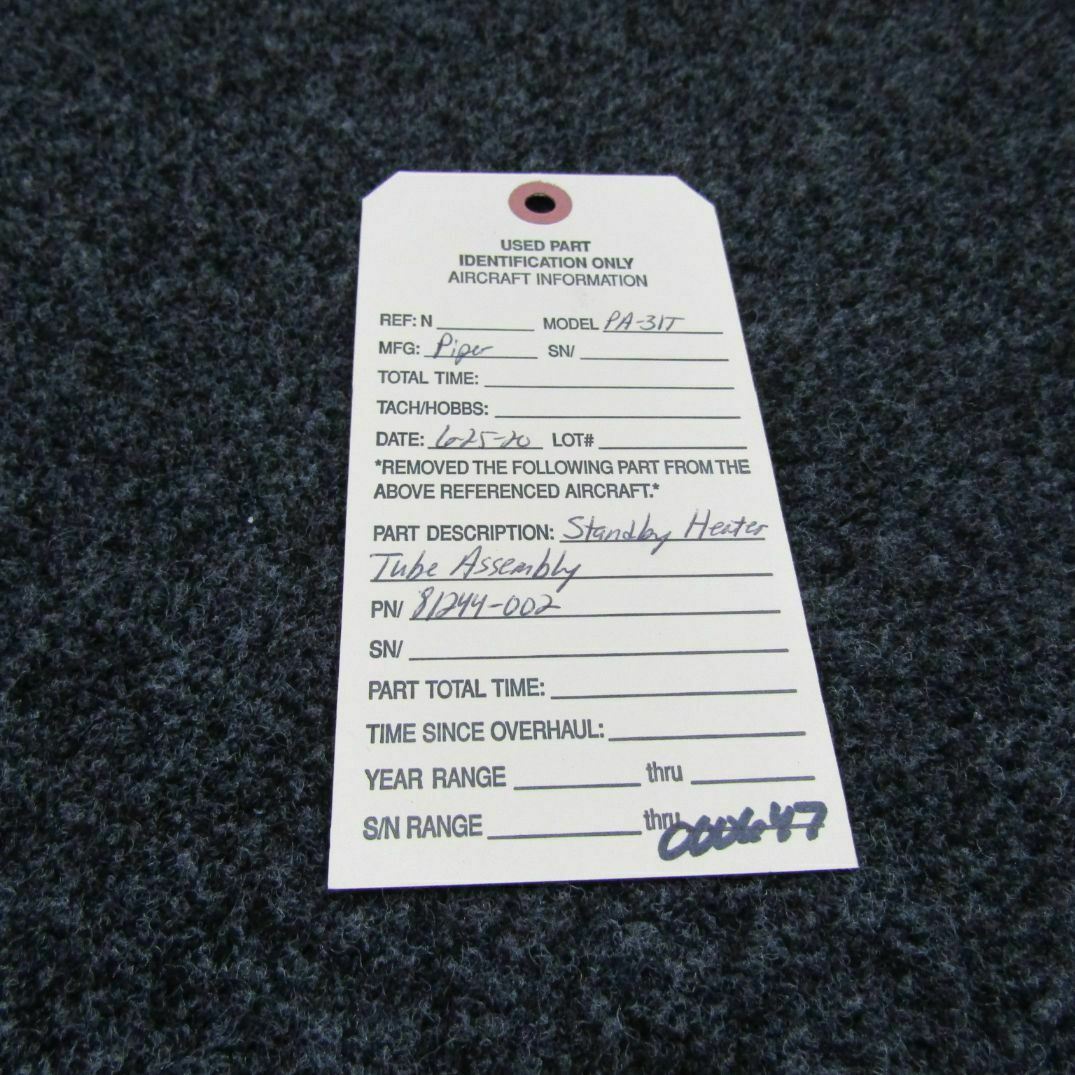 USED PART
IDENTIFICATION ONLY
AIRCRAFT INFORMATION
REF: N MODEL PA-31T
MFG: Piper SN/
TOTAL TIME:
TACH/HOBBS:
DATE: 6-25-20 LOT#
*REMOVED THE FOLLOWING PART FROM THE
ABOVE REFERENCED AIRCRAFT.*
PART DESCRIPTION: Standby Heater
Tube Assembly
PN/ 81244-002
SN/
PART TOTAL TIME:
TIME SINCE OVERHAUL:
YEAR RANGE thru
S/N RANGE thru